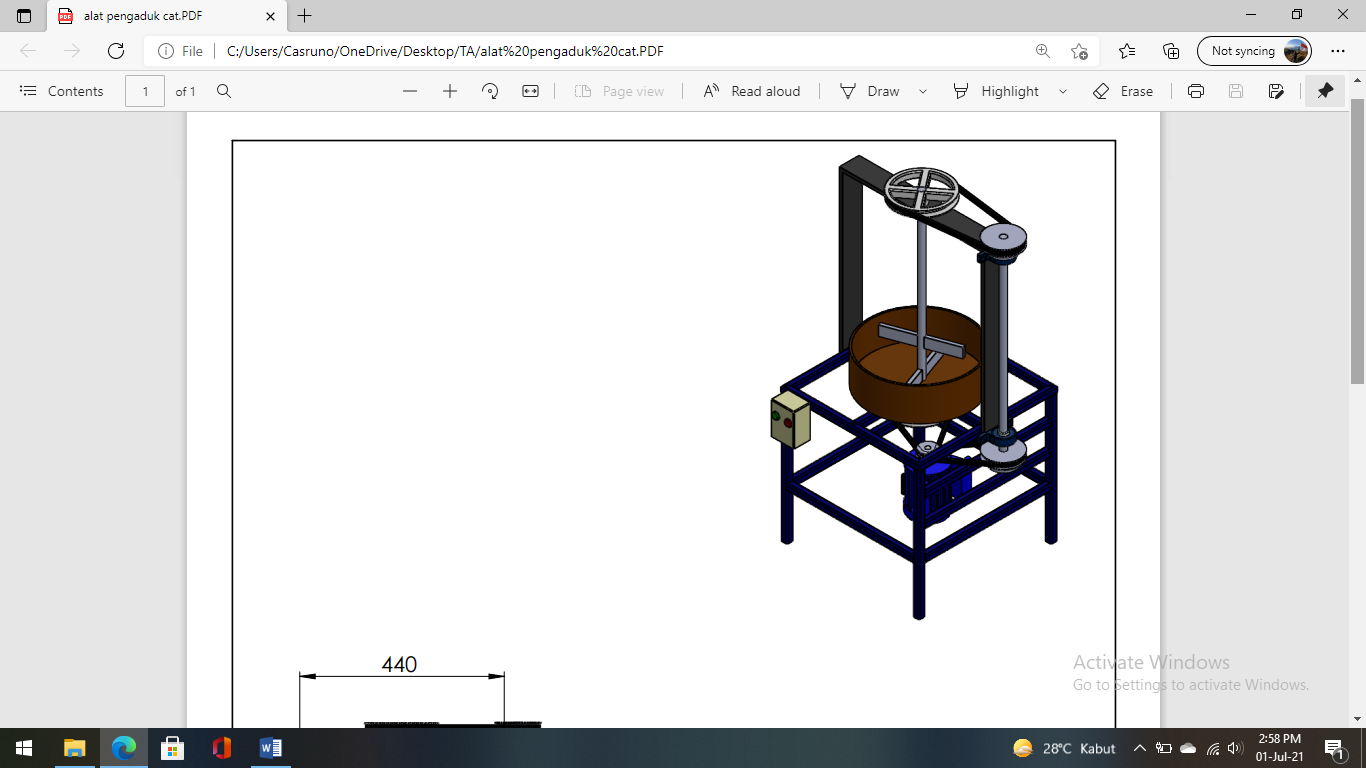 alat pengaduk cat.PDF
File
C:/Users/Casruno/OneDrive/Desktop/TA/alat%20pengaduk%20cat.PDF
Not syncing
Contents
1
of 1
Page view
Read aloud
Draw
Highlight
Erase
440
Activate Windows
Go to Settings to activate Windows.
28°C Kabut
2:58 PM
01-Jul-21
1